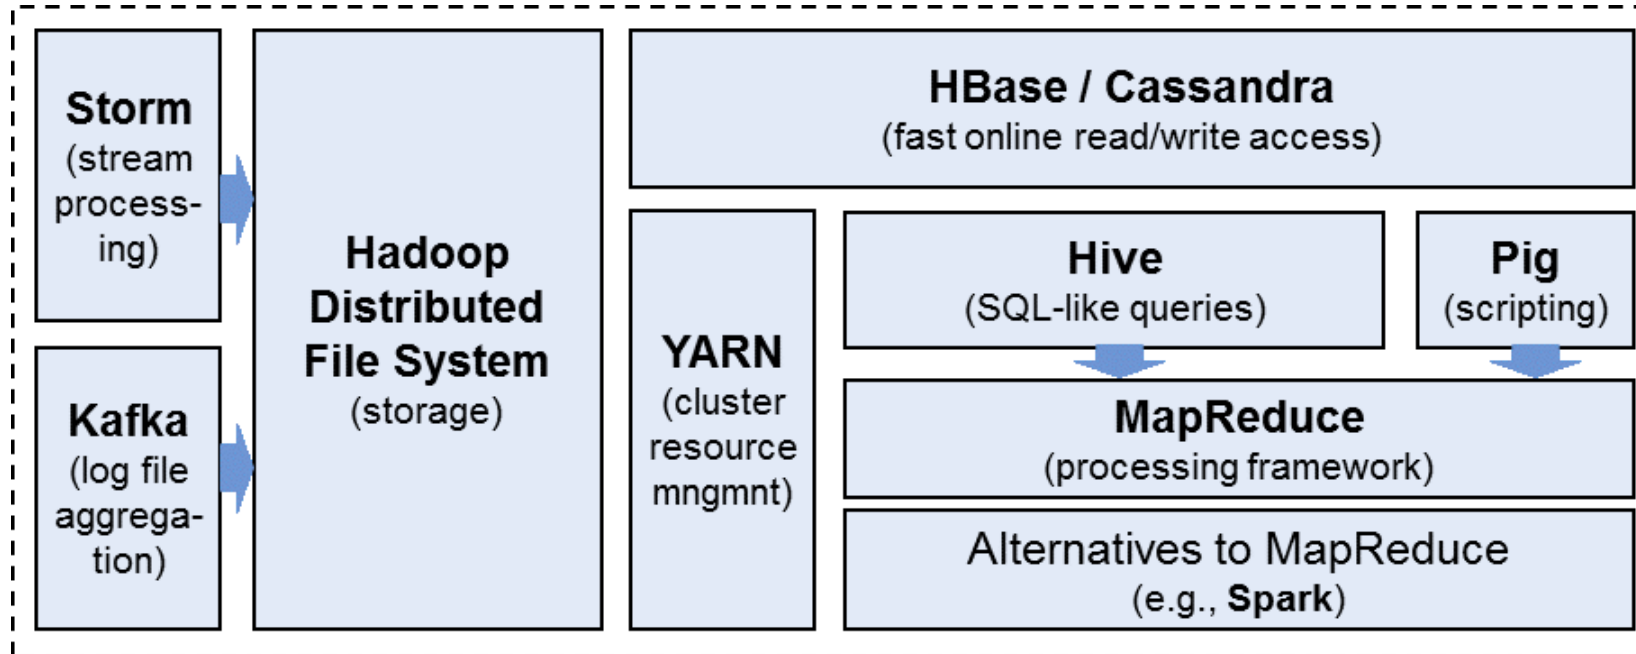 Storm
(stream
process-
ing)
Kafka
(log file
aggrega-
tion)
Hadoop
Distributed
File System
(storage)
HBase / Cassandra
(fast online read/write access)
YARN
(cluster
resource
mngmnt)
Hive
(SQL-like queries)
Pig
(scripting)
MapReduce
(processing framework)
Alternatives to MapReduce
(e.g., Spark)